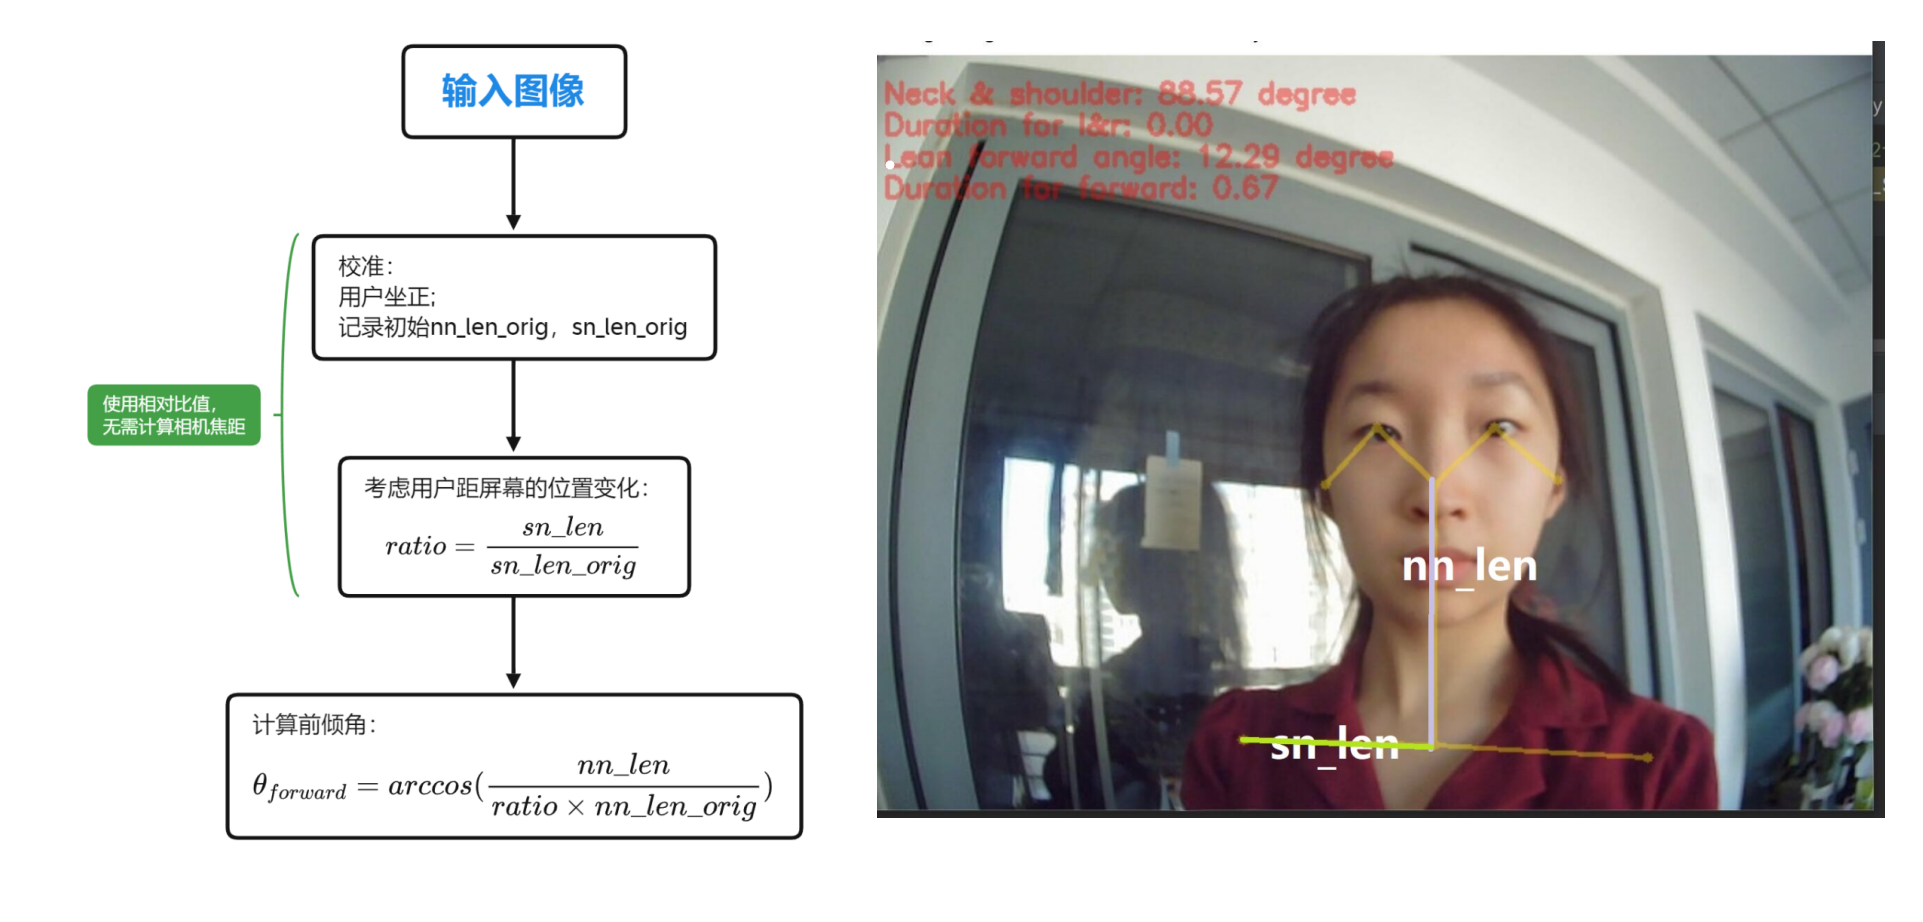 输入图像
校准：
用户坐正;
记录初始nn_len_orig，sn_len_orig
使用相对比值，
无需计算相机焦距
考虑用户距屏幕的位置变化：
ratio = sn_len / sn_len_orig
计算前倾角：
θ_forward = arccos( nn_len / ratio × nn_len_orig )
Neck & shoulder: 88.57 degree
Duration for l&r: 0.00
Lean forward angle: 12.29 degree
Duration for forward: 0.67
nn_len
sn_len